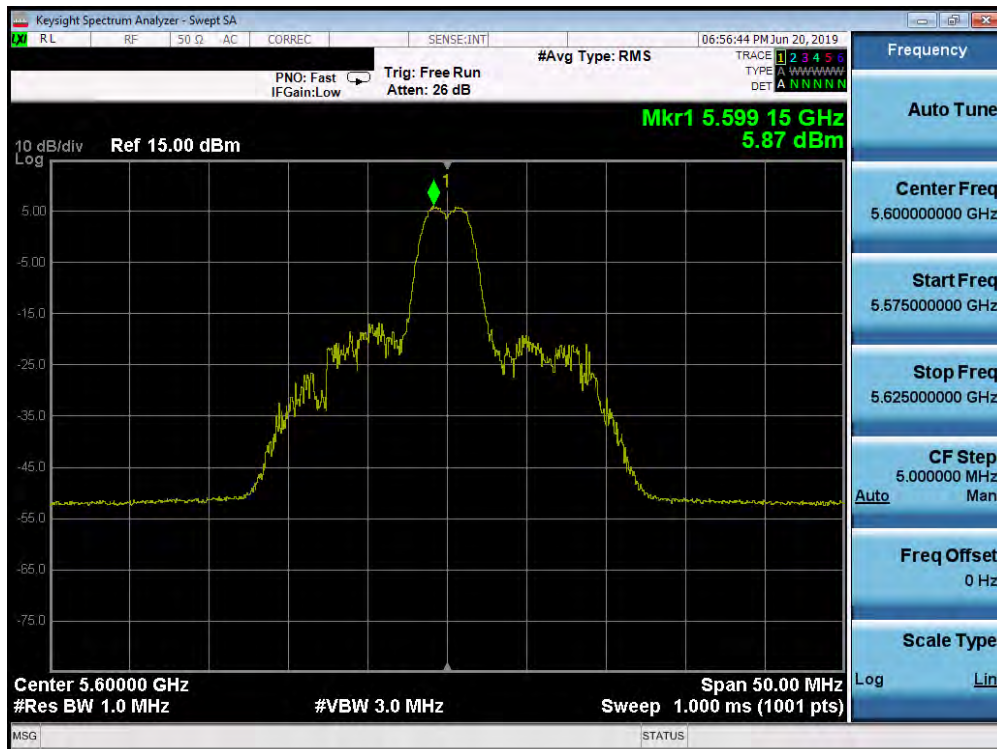 Keysight Spectrum Analyzer - Swept SA
LXI RL RF 50 Ω AC CORREC SENSE:INT 06:56:44 PM Jun 20, 2019
#Avg Type: RMS TRACE 1 2 3 4 5 6
PNO: Fast Trig: Free Run TYPE A WWWWW
IFGain:Low Atten: 26 dB DET A N N N N N
Mkr1 5.599 15 GHz
5.87 dBm
10 dB/div Ref 15.00 dBm
Log
1
5.00
-5.00
-15.0
-25.0
-35.0
-45.0
-55.0
-65.0
-75.0
Center 5.60000 GHz Span 50.00 MHz
#Res BW 1.0 MHz #VBW 3.0 MHz Sweep 1.000 ms (1001 pts)
MSG STATUS
Frequency
Auto Tune
Center Freq
5.600000000 GHz
Start Freq
5.575000000 GHz
Stop Freq
5.625000000 GHz
CF Step
5.000000 MHz
Auto Man
Freq Offset
0 Hz
Scale Type
Log Lin